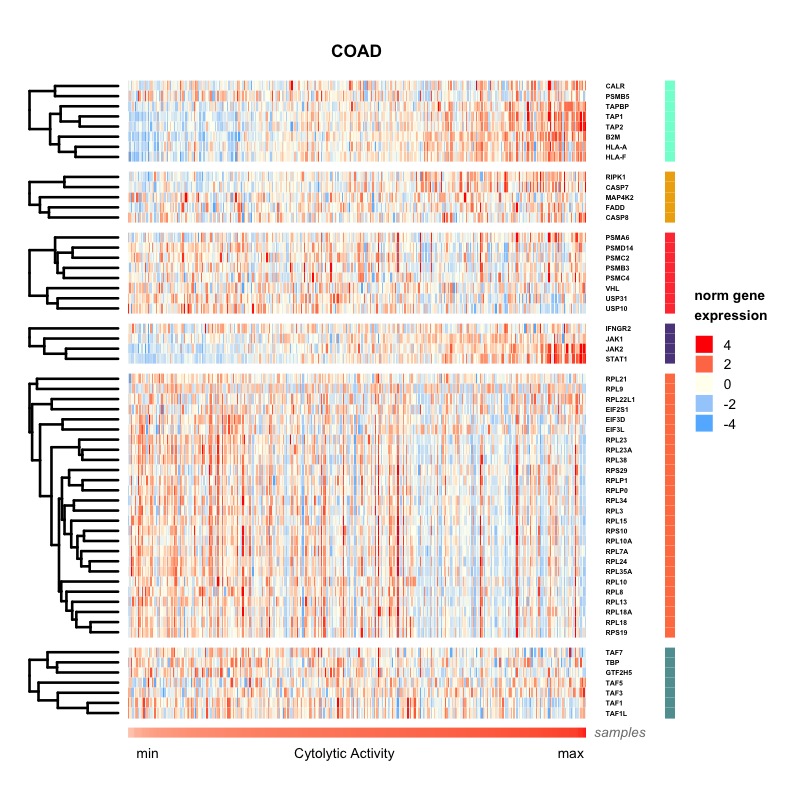 COAD
CALR
PSMB5
TAPBP
TAP1
TAP2
B2M
HLA-A
HLA-F
RIPK1
CASP7
MAP4K2
FADD
CASP8
PSMA6
PSMD14
PSMC2
PSMB3
PSMC4
VHL
USP31
USP10
IFNGR2
JAK1
JAK2
STAT1
RPL21
RPL9
RPL22L1
EIF2S1
EIF3D
EIF3L
RPL23
RPL23A
RPL38
RPS29
RPLP1
RPLP0
RPL34
RPL3
RPL15
RPS10
RPL10A
RPL7A
RPL24
RPL35A
RPL10
RPL8
RPL13
RPL18A
RPL18
RPS19
TAF7
TBP
GTF2H5
TAF5
TAF3
TAF1
TAF1L
norm gene
expression
4
2
0
-2
-4
samples
min Cytolytic Activity max